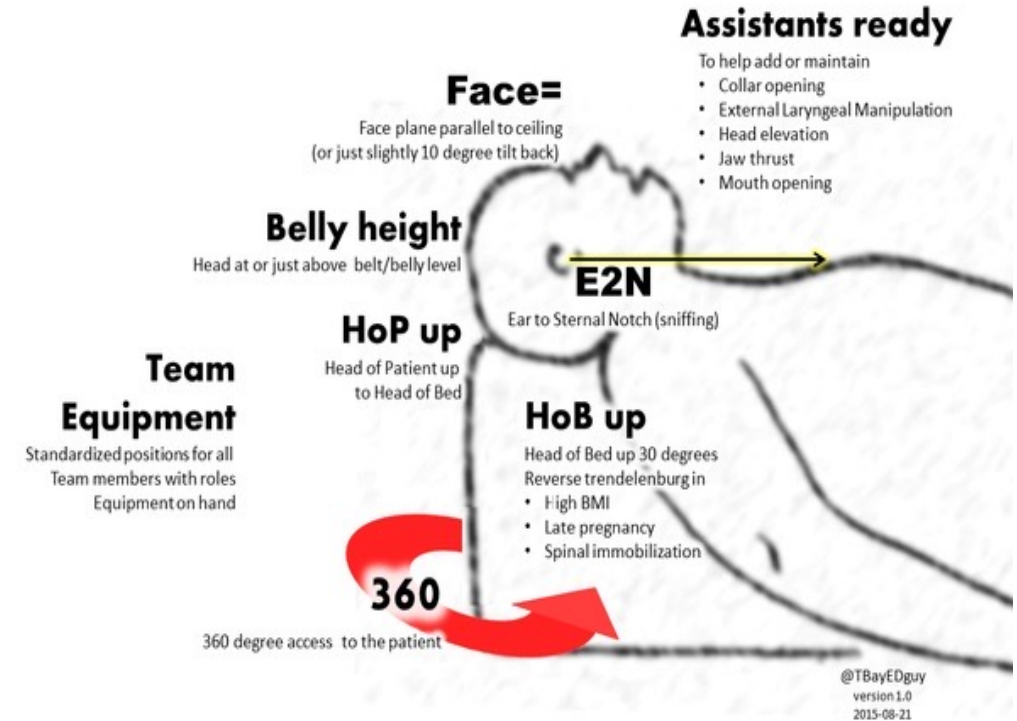 Assistants ready
To help add or maintain
• Collar opening
• External Laryngeal Manipulation
• Head elevation
• Jaw thrust
• Mouth opening
Face=
Face plane parallel to ceiling
(or just slightly 10 degree tilt back)
Belly height
Head at or just above belt/belly level
E2N
Ear to Sternal Notch (sniffing)
HoP up
Head of Patient up
to Head of Bed
Team
Equipment
Standardized positions for all
Team members with roles
Equipment on hand
HoB up
Head of Bed up 30 degrees
Reverse trendelenburg in
• High BMI
• Late pregnancy
• Spinal immobilization
360
360 degree access to the patient
@TBayEDguy
version 1.0
2015-08-21